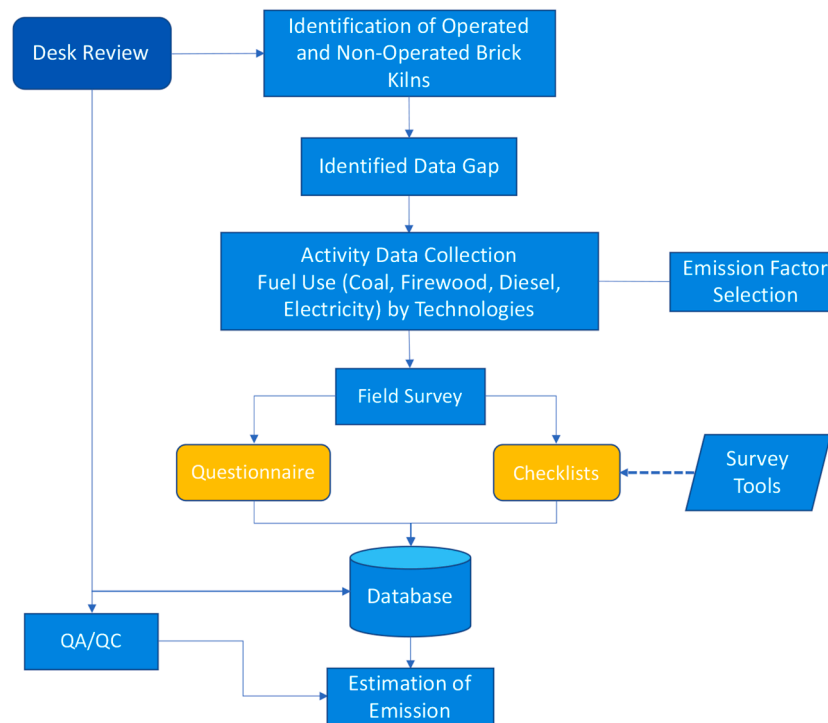 Desk Review
Identification of Operated
and Non-Operated Brick
Kilns
Identified Data Gap
Activity Data Collection
Fuel Use (Coal, Firewood, Diesel,
Electricity) by Technologies
Emission Factor
Selection
Field Survey
Questionnaire
Checklists
Survey
Tools
Database
QA/QC
Estimation of
Emission